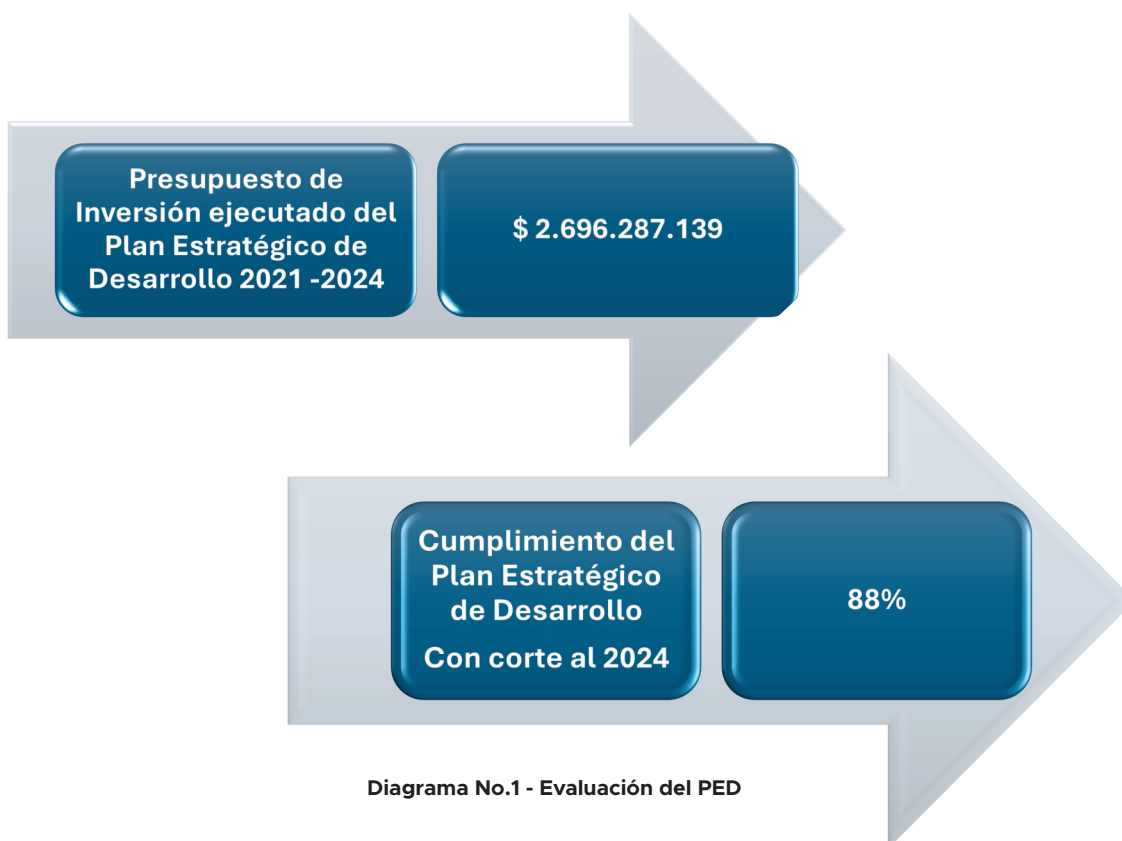 Presupuesto de
Inversión ejecutado del
Plan Estratégico de
Desarrollo 2021 -2024
$ 2.696.287.139
Cumplimiento del
Plan Estratégico
de Desarrollo
Con corte al 2024
88%
Diagrama No.1 - Evaluación del PED